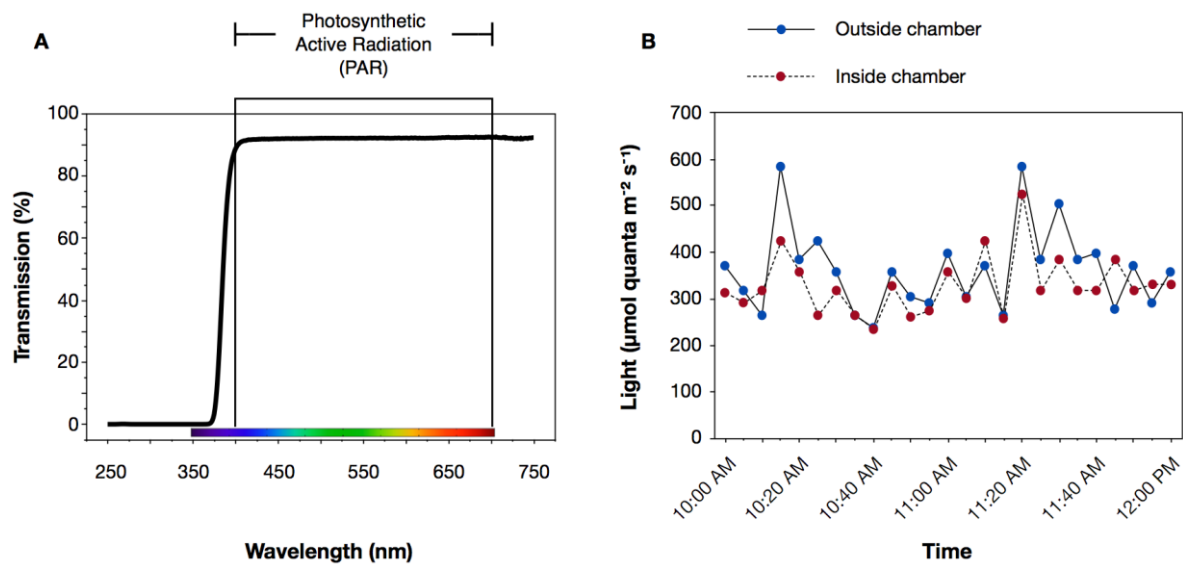 A
Photosynthetic
Active Radiation
(PAR)
Transmission (%)
100
80
60
40
20
0
250
350
450
550
650
750
Wavelength (nm)
B
Outside chamber
Inside chamber
Light (µmol quanta m⁻² s⁻¹)
700
600
500
400
300
200
100
0
10:00 AM
10:20 AM
10:40 AM
11:00 AM
11:20 AM
11:40 AM
12:00 PM
Time